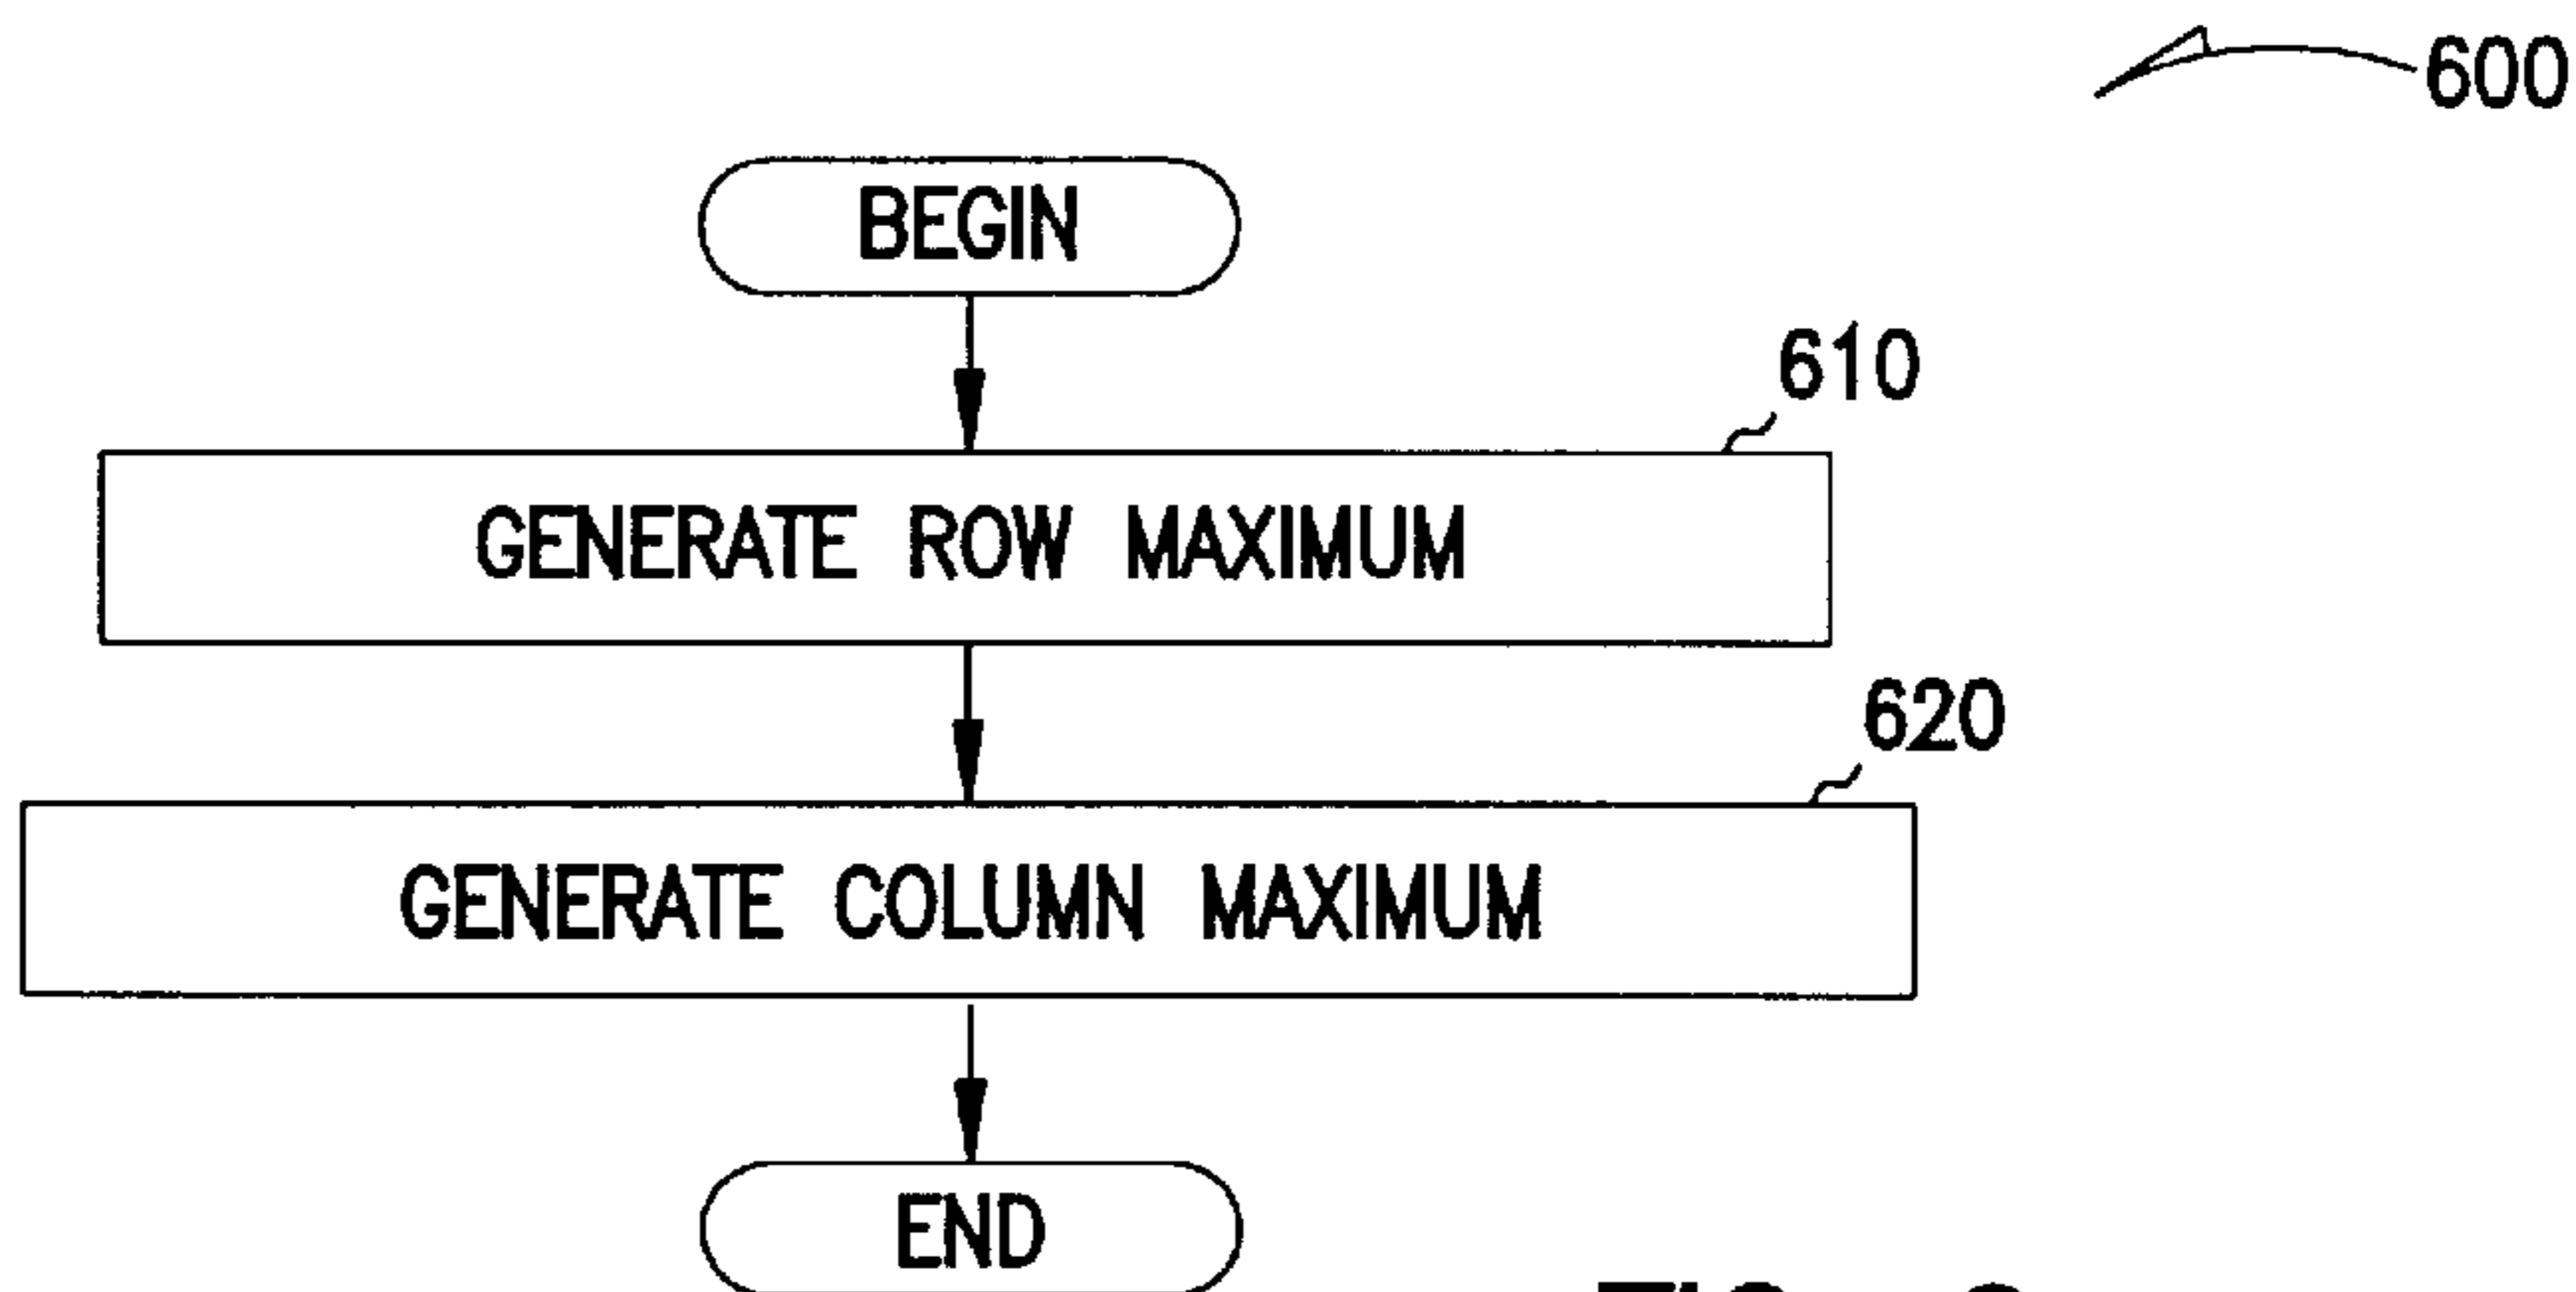 600
BEGIN
610
GENERATE ROW MAXIMUM
620
GENERATE COLUMN MAXIMUM
END